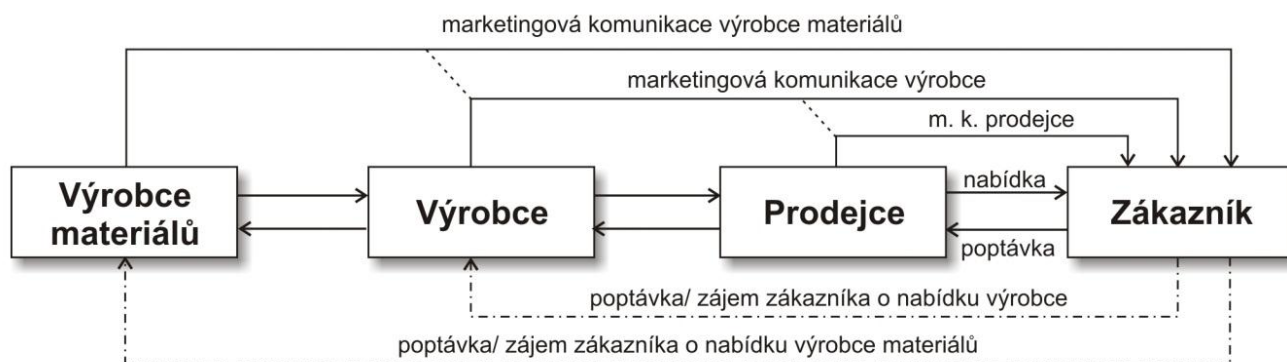 marketingová komunikace výrobce materiálů
marketingová komunikace výrobce
m. k. prodejce
Výrobce
materiálů
Výrobce
Prodejce
nabídka
poptávka
Zákazník
poptávka/ zájem zákazníka o nabídku výrobce
poptávka/ zájem zákazníka o nabídku výrobce materiálů